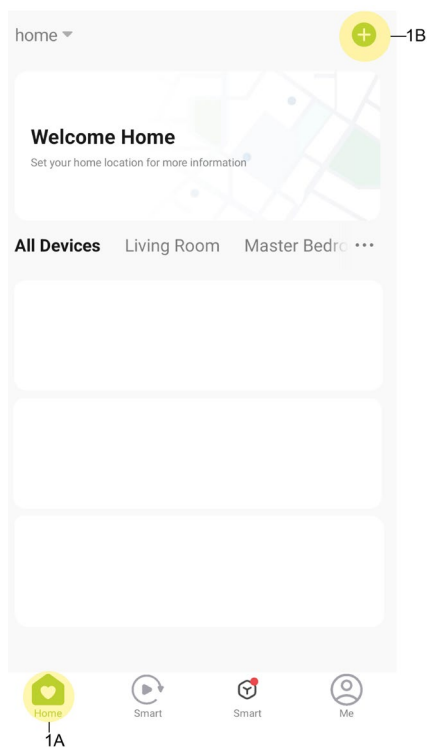 home
1B
Welcome Home
Set your home location for more information
All Devices Living Room Master Bedro ...
Home Smart Smart Me
1A